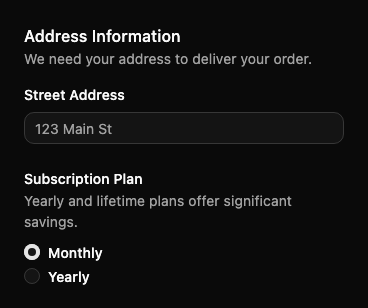 Address Information
We need your address to deliver your order.
Street Address
123 Main St
Subscription Plan
Yearly and lifetime plans offer significant
savings.
Monthly
Yearly